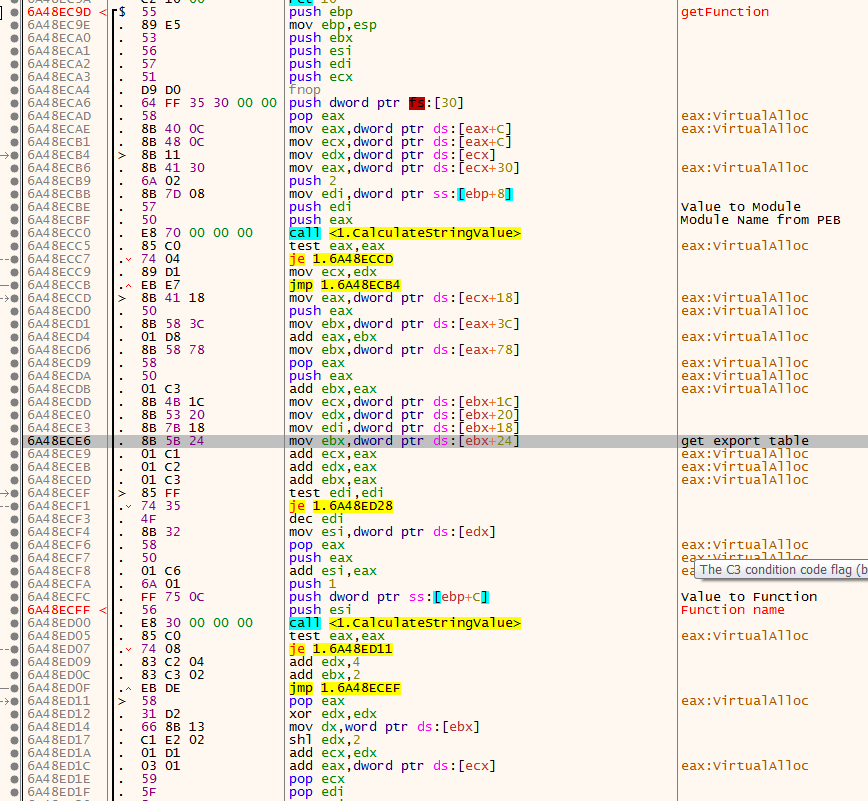 6A48EC9D < $ 55 push ebp getFunction
6A48EC9E . 89 E5 mov ebp,esp
6A48ECA0 . 53 push ebx
6A48ECA1 . 56 push esi
6A48ECA2 . 57 push edi
6A48ECA3 . 51 push ecx
6A48ECA4 . D9 D0 fnop
6A48ECA6 . 64 FF 35 30 00 00 push dword ptr fs:[30]
6A48ECAD . 58 pop eax eax:VirtualAlloc
6A48ECAE . 8B 40 0C mov eax,dword ptr ds:[eax+C] eax:VirtualAlloc
6A48ECB1 . 8B 48 0C mov ecx,dword ptr ds:[eax+C]
6A48ECB4 > 8B 11 mov edx,dword ptr ds:[ecx]
6A48ECB6 . 8B 41 30 mov eax,dword ptr ds:[ecx+30] eax:VirtualAlloc
6A48ECB9 . 6A 02 push 2
6A48ECBB . 8B 7D 08 mov edi,dword ptr ss:[ebp+8]
6A48ECBE . 57 push edi Value to Module
6A48ECBF . 50 push eax Module Name from PEB
6A48ECC0 . E8 70 00 00 00 call <1.CalculateStringValue>
6A48ECC5 . 85 C0 test eax,eax eax:VirtualAlloc
6A48ECC7 . 74 04 je 1.6A48ECCD
6A48ECC9 . 89 D1 mov ecx,edx
6A48ECCB . EB E7 jmp 1.6A48ECB4
6A48ECCD > 8B 41 18 mov eax,dword ptr ds:[ecx+18] eax:VirtualAlloc
6A48ECD0 . 50 push eax eax:VirtualAlloc
6A48ECD1 . 8B 58 3C mov ebx,dword ptr ds:[eax+3C] eax:VirtualAlloc
6A48ECD4 . 01 D8 add eax,ebx eax:VirtualAlloc
6A48ECD6 . 8B 58 78 mov ebx,dword ptr ds:[eax+78] eax:VirtualAlloc
6A48ECD9 . 58 pop eax eax:VirtualAlloc
6A48ECDA . 50 push eax eax:VirtualAlloc
6A48ECDB . 01 C3 add ebx,eax eax:VirtualAlloc
6A48ECDD . 8B 4B 1C mov ecx,dword ptr ds:[ebx+1C]
6A48ECE0 . 8B 53 20 mov edx,dword ptr ds:[ebx+20]
6A48ECE3 . 8B 7B 18 mov edi,dword ptr ds:[ebx+18]
6A48ECE6 . 8B 5B 24 mov ebx,dword ptr ds:[ebx+24] get export table
6A48ECE9 . 01 C1 add ecx,eax eax:VirtualAlloc
6A48ECEB . 01 C2 add edx,eax eax:VirtualAlloc
6A48ECED . 01 C3 add ebx,eax eax:VirtualAlloc
6A48ECEF > 85 FF test edi,edi
6A48ECF1 . 74 35 je 1.6A48ED28
6A48ECF3 . 4F dec edi
6A48ECF4 . 8B 32 mov esi,dword ptr ds:[edx]
6A48ECF6 . 58 pop eax eax:VirtualAlloc
6A48ECF7 . 50 push eax eax:VirtualAlloc
6A48ECF8 . 01 C6 add esi,eax The C3 condition code flag (b
6A48ECFA . 6A 01 push 1
6A48ECFC . FF 75 0C push dword ptr ss:[ebp+C] Value to Function
6A48ECFF < . 56 push esi Function name
6A48ED00 . E8 30 00 00 00 call <1.CalculateStringValue>
6A48ED05 . 85 C0 test eax,eax eax:VirtualAlloc
6A48ED07 . 74 08 je 1.6A48ED11
6A48ED09 . 83 C2 04 add edx,4
6A48ED0C . 83 C3 02 add ebx,2
6A48ED0F . EB DE jmp 1.6A48ECEF
6A48ED11 > 58 pop eax eax:VirtualAlloc
6A48ED12 . 31 D2 xor edx,edx
6A48ED14 . 66 8B 13 mov dx,word ptr ds:[ebx]
6A48ED17 . C1 E2 02 shl edx,2
6A48ED1A . 01 D1 add ecx,edx
6A48ED1C . 03 01 add eax,dword ptr ds:[ecx] eax:VirtualAlloc
6A48ED1E . 59 pop ecx
6A48ED1F . 5F pop edi